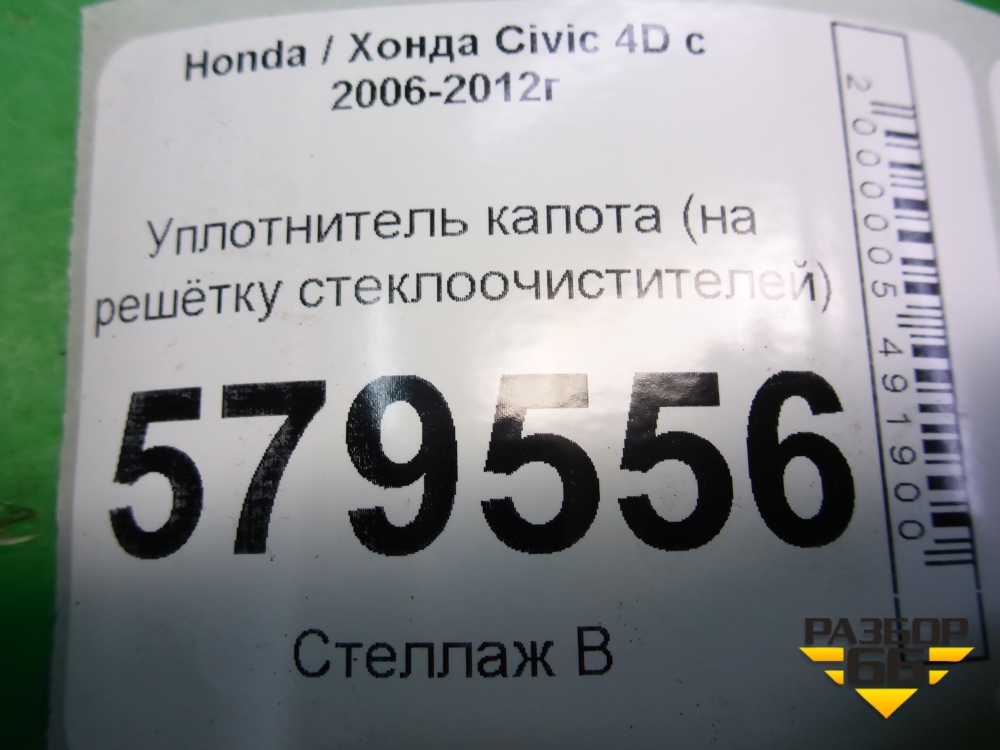 Honda / Хонда Civic 4D с
2006-2012г
Уплотнитель капота (на
решётку стеклоочистителей)
579556
Стеллаж В
2000005491900
РАЗБОР
66